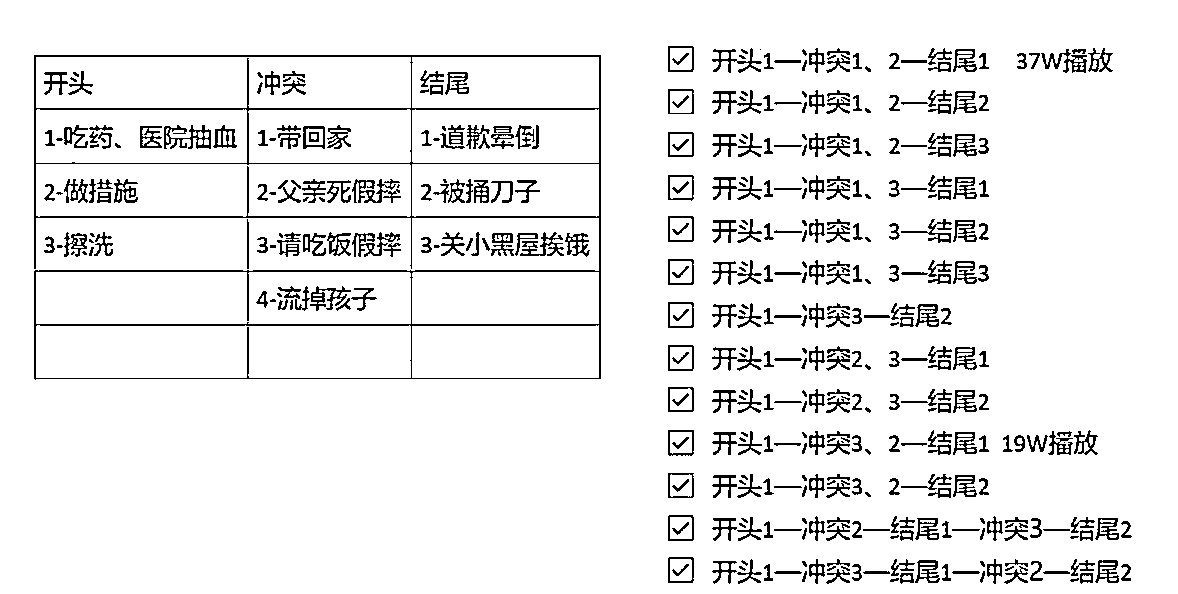 开头 冲突 结尾
1-吃药、医院抽血 1-带回家 1-道歉晕倒
2-做措施 2-父亲死假摔 2-被捅刀子
3-擦洗 3-请吃饭假摔 3-关小黑屋挨饿
4-流掉孩子
开头1—冲突1、2—结尾1 37W播放
开头1—冲突1、2—结尾2
开头1—冲突1、2—结尾3
开头1—冲突1、3—结尾1
开头1—冲突1、3—结尾2
开头1—冲突1、3—结尾3
开头1—冲突3—结尾2
开头1—冲突2、3—结尾1
开头1—冲突2、3—结尾2
开头1—冲突3、2—结尾1 19W播放
开头1—冲突3、2—结尾2
开头1—冲突2—结尾1—冲突3—结尾2
开头1—冲突3—结尾1—冲突2—结尾2